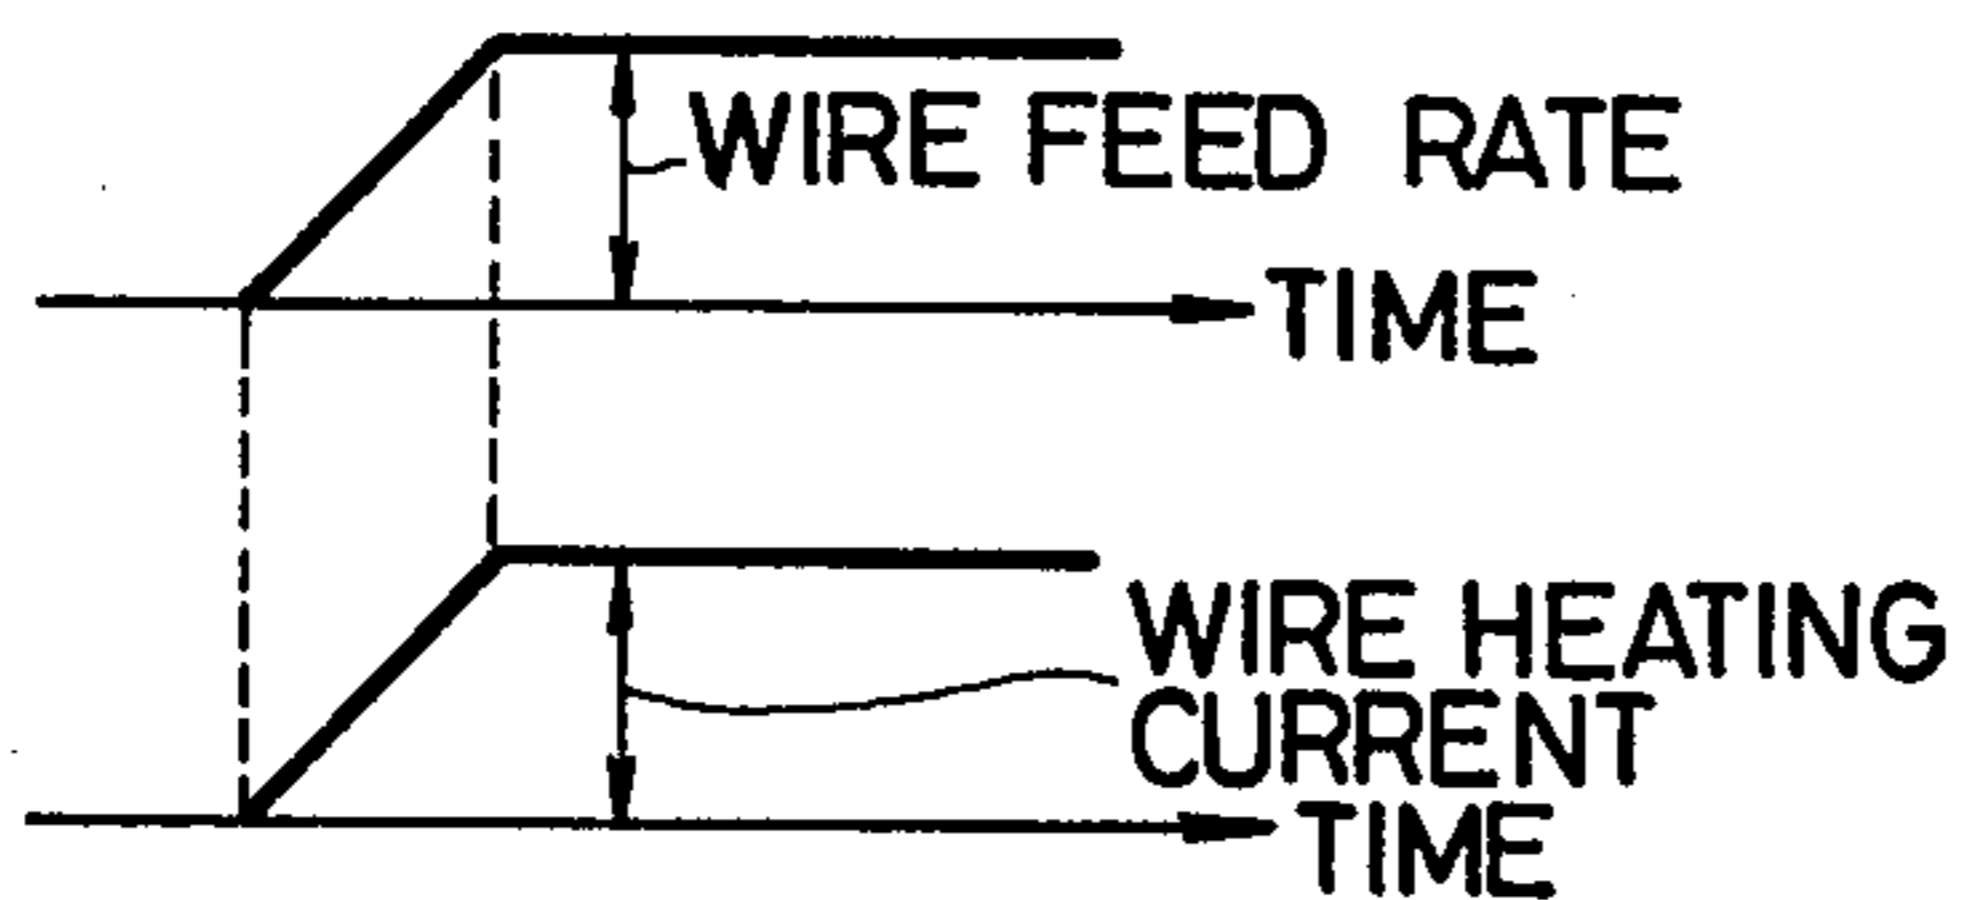 WIRE FEED RATE
TIME
WIRE HEATING
CURRENT
TIME